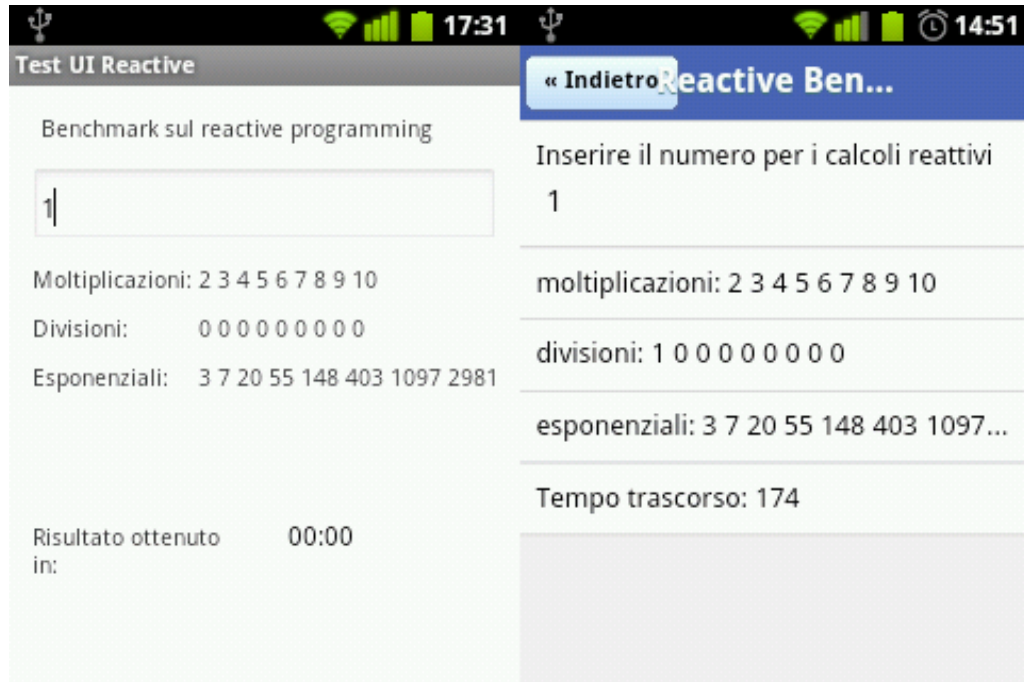 17:31
Test UI Reactive
Benchmark sul reactive programming
1
Moltiplicazioni: 2 3 4 5 6 7 8 9 10
Divisioni: 0 0 0 0 0 0 0 0 0
Esponenziali: 3 7 20 55 148 403 1097 2981
Risultato ottenuto
in:
00:00
14:51
« Indietro
Reactive Ben...
Inserire il numero per i calcoli reattivi
1
moltiplicazioni: 2 3 4 5 6 7 8 9 10
divisioni: 1 0 0 0 0 0 0 0 0
esponenziali: 3 7 20 55 148 403 1097...
Tempo trascorso: 174